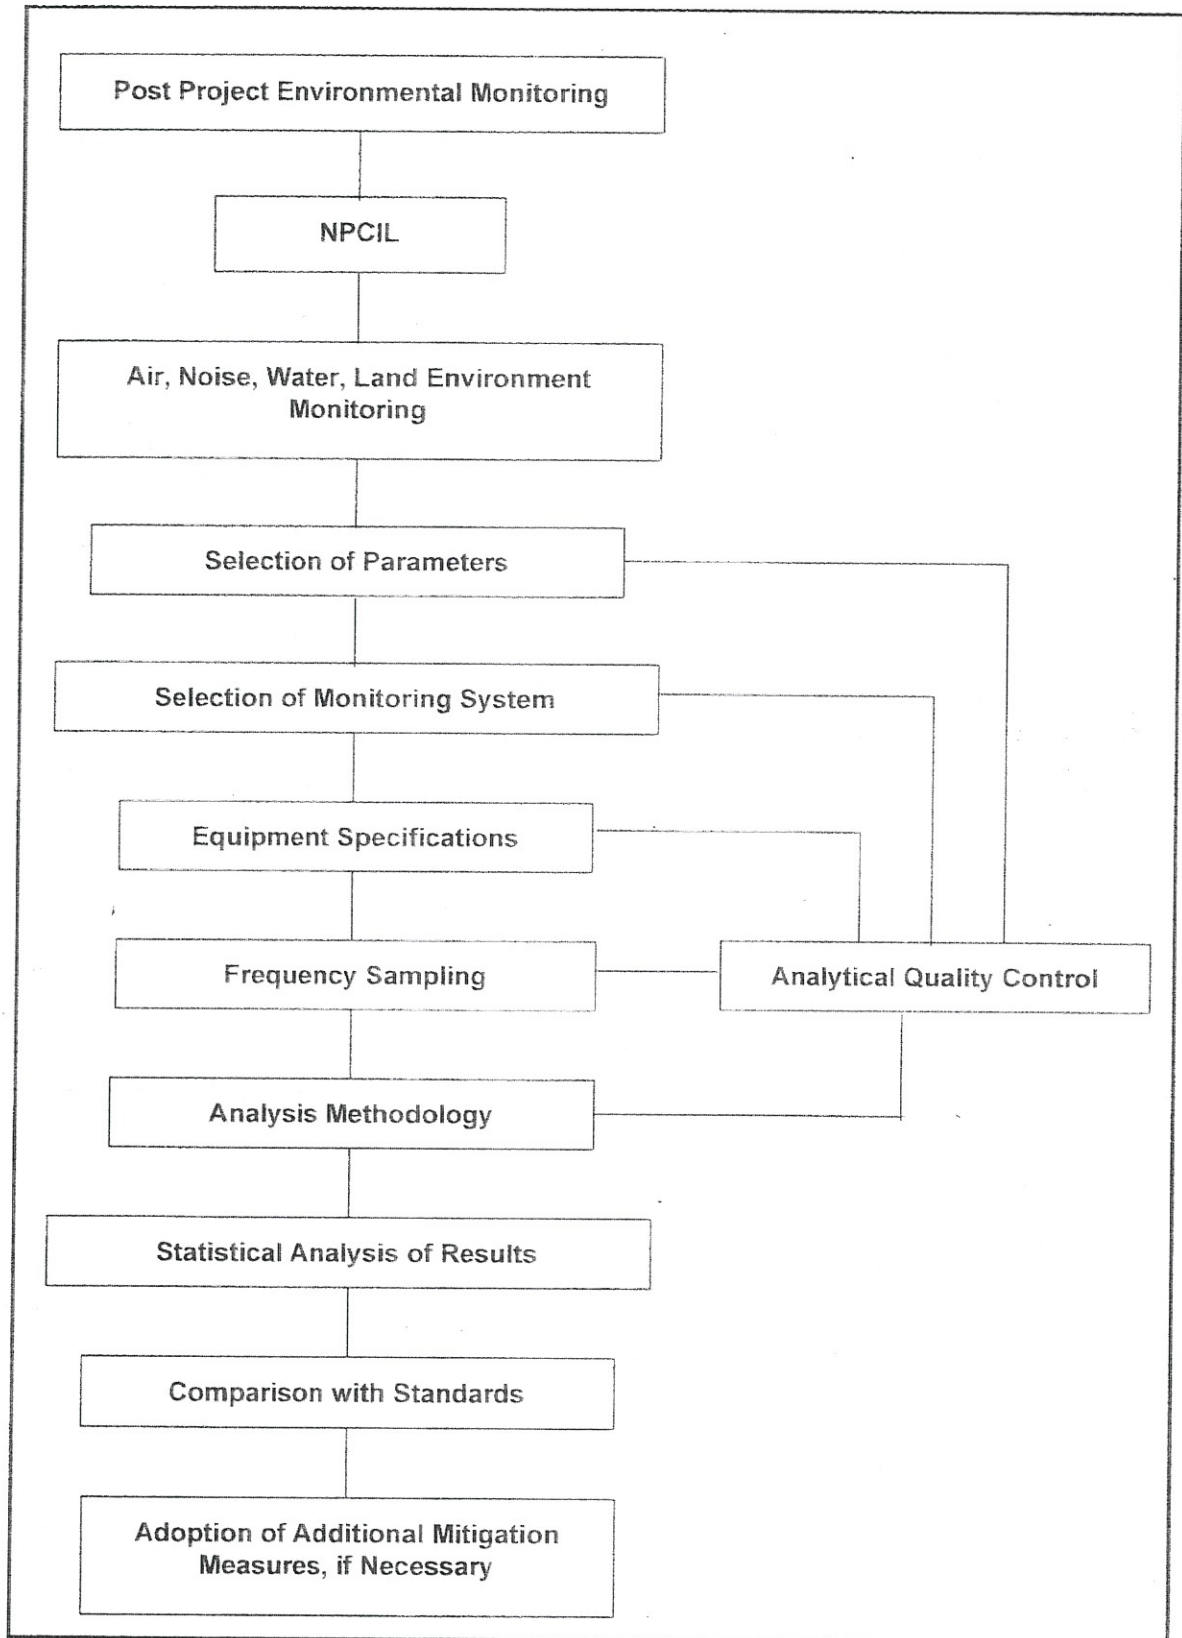 Post Project Environmental Monitoring
NPCIL
Air, Noise, Water, Land Environment
Monitoring
Selection of Parameters
Selection of Monitoring System
Equipment Specifications
Frequency Sampling
Analytical Quality Control
Analysis Methodology
Statistical Analysis of Results
Comparison with Standards
Adoption of Additional Mitigation
Measures, if Necessary